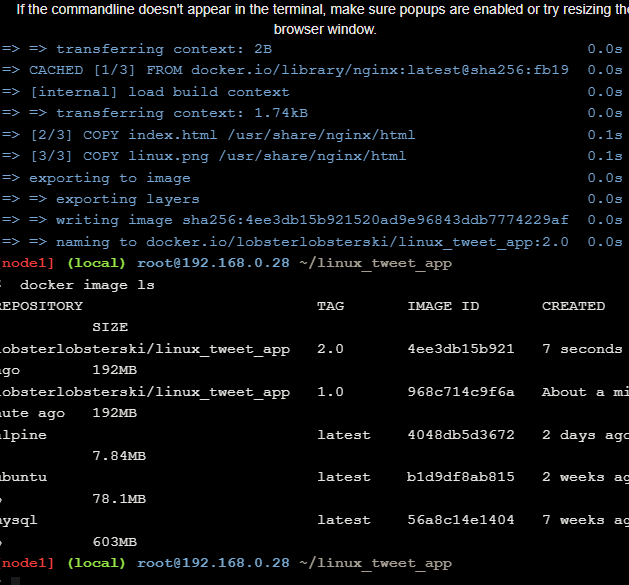 If the commandline doesn't appear in the terminal, make sure popups are enabled or try resizing the
browser window.
=> => transferring context: 2B 0.0s
=> CACHED [1/3] FROM docker.io/library/nginx:latest@sha256:fb19 0.0s
=> [internal] load build context 0.0s
=> => transferring context: 1.74kB 0.0s
=> [2/3] COPY index.html /usr/share/nginx/html 0.1s
=> [3/3] COPY linux.png /usr/share/nginx/html 0.1s
=> exporting to image 0.0s
=> => exporting layers 0.0s
=> => writing image sha256:4ee3db15b921520ad9e96843ddb7774229af 0.0s
=> => naming to docker.io/lobsterlobsterski/linux_tweet_app:2.0 0.0s
[node1] (local) root@192.168.0.28 ~/linux_tweet_app
$ docker image ls
REPOSITORY TAG IMAGE ID CREATED
SIZE
lobsterlobsterski/linux_tweet_app 2.0 4ee3db15b921 7 seconds
ago 192MB
lobsterlobsterski/linux_tweet_app 1.0 968c714c9f6a About a mi
nute ago 192MB
alpine latest 4048db5d3672 2 days ago
7.84MB
ubuntu latest b1d9df8ab815 2 weeks ag
o 78.1MB
mysql latest 56a8c14e1404 7 weeks ag
o 603MB
[node1] (local) root@192.168.0.28 ~/linux_tweet_app